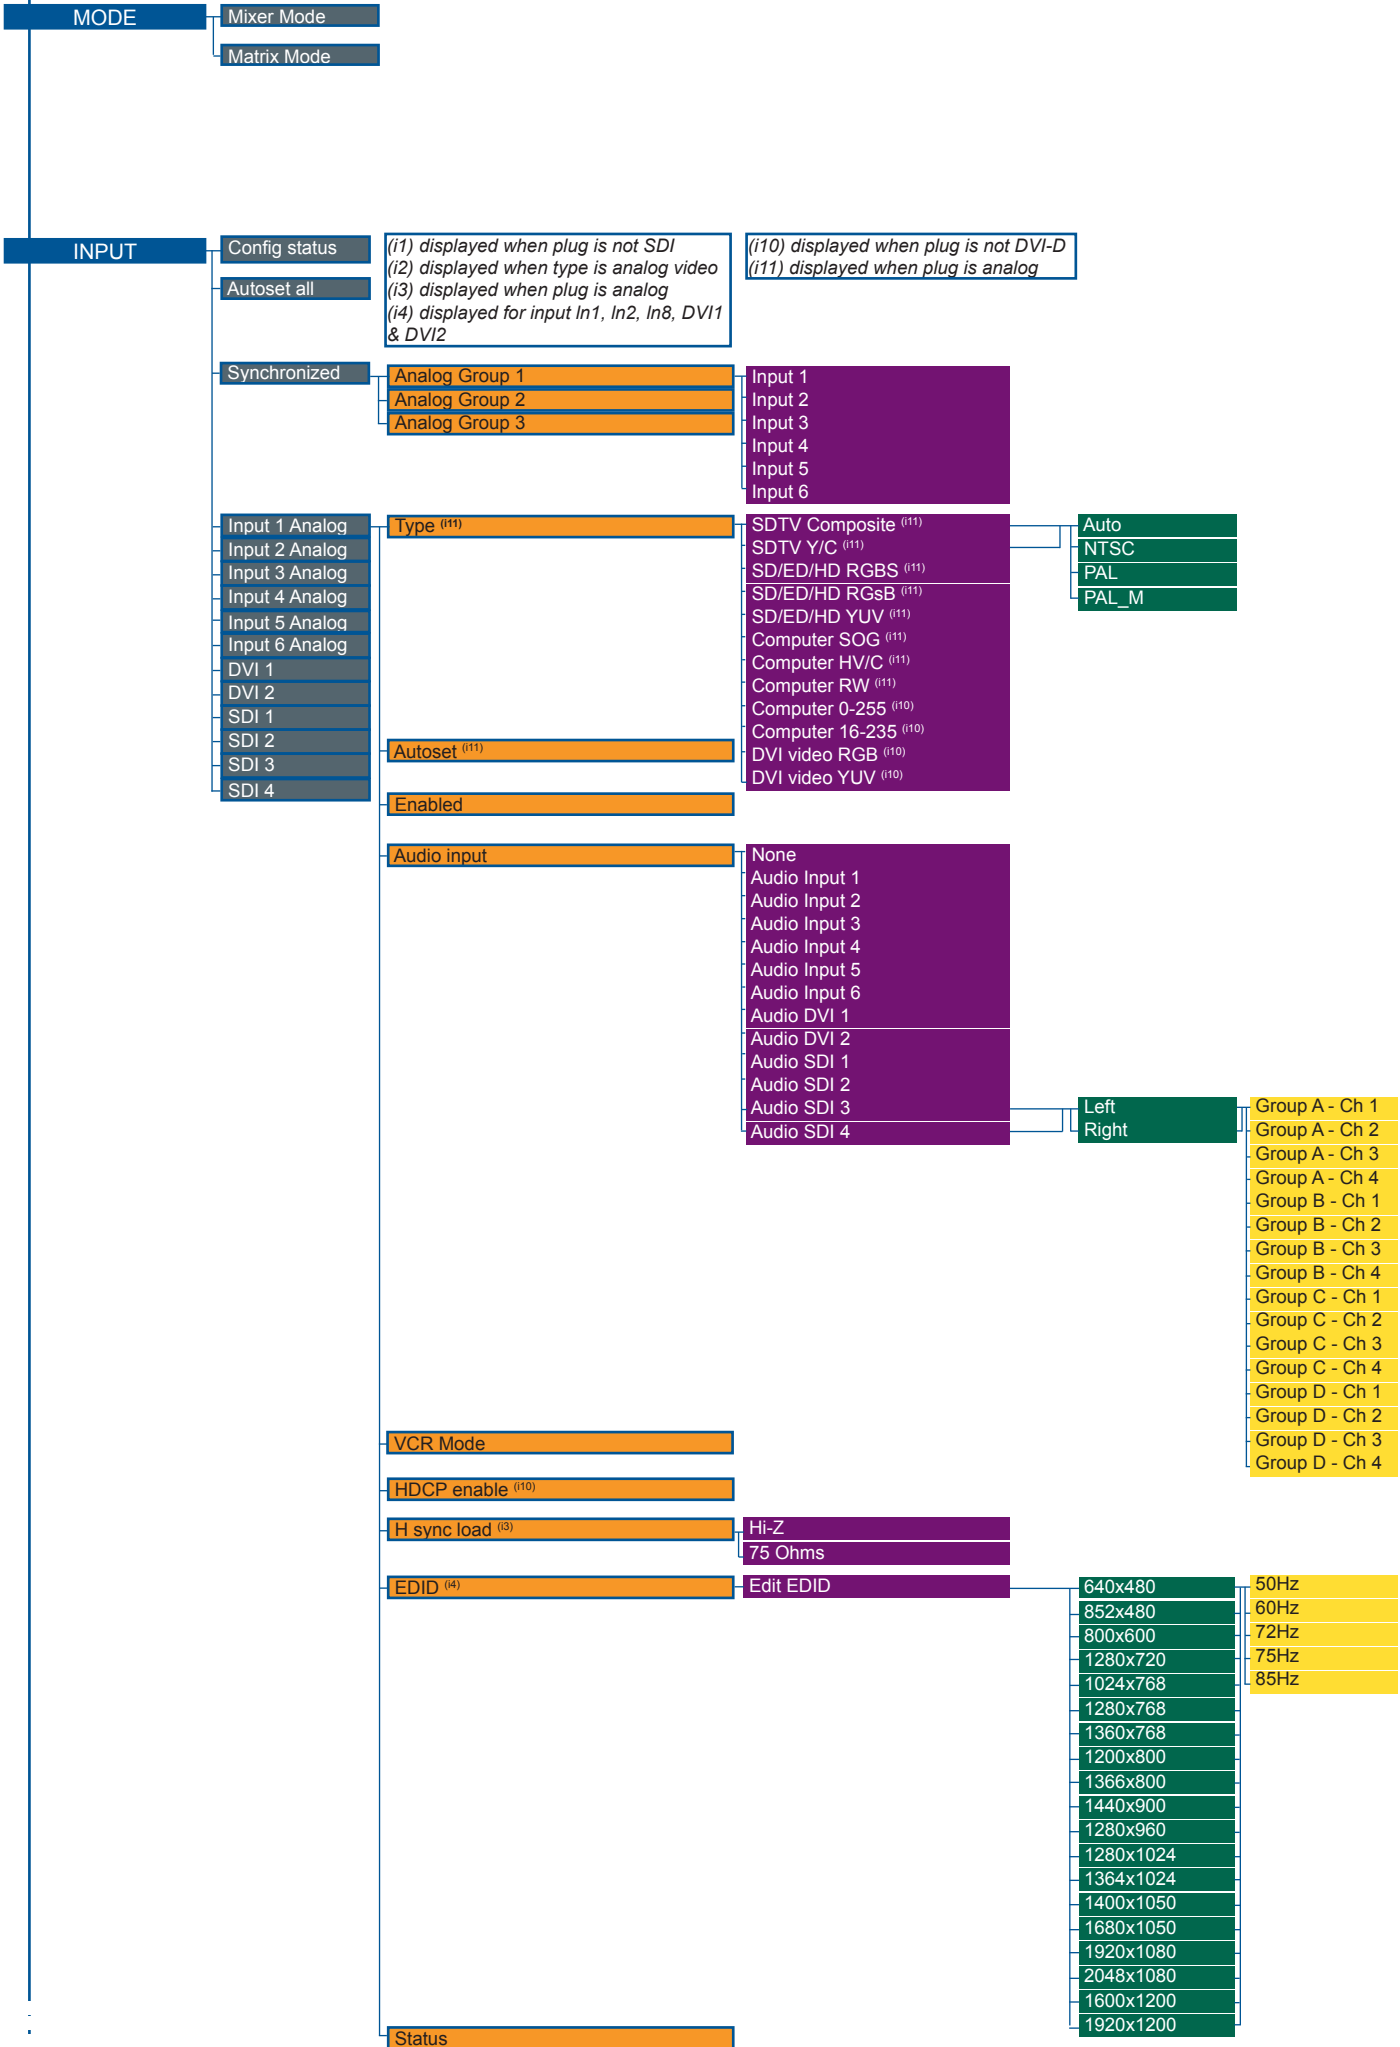 MODE
Mixer Mode
Matrix Mode
INPUT
Config status
Autoset all
(i1) displayed when plug is not SDI
(i2) displayed when type is analog video
(i3) displayed when plug is analog
(i4) displayed for input In1, In2, In8, DVI1
& DVI2
(i10) displayed when plug is not DVI-D
(i11) displayed when plug is analog
Synchronized
Analog Group 1
Analog Group 2
Analog Group 3
Input 1
Input 2
Input 3
Input 4
Input 5
Input 6
Input 1 Analog
Input 2 Analog
Input 3 Analog
Input 4 Analog
Input 5 Analog
Input 6 Analog
DVI 1
DVI 2
SDI 1
SDI 2
SDI 3
SDI 4
Type (i11)
SDTV Composite (i11)
SDTV Y/C (i11)
SD/ED/HD RGBS (i11)
SD/ED/HD RGsB (i11)
SD/ED/HD YUV (i11)
Computer SOG (i11)
Computer HV/C (i11)
Computer RW (i11)
Computer 0-255 (i10)
Computer 16-235 (i10)
DVI video RGB (i10)
DVI video YUV (i10)
Auto
NTSC
PAL
PAL_M
Autoset (i11)
Enabled
Audio input
None
Audio Input 1
Audio Input 2
Audio Input 3
Audio Input 4
Audio Input 5
Audio Input 6
Audio DVI 1
Audio DVI 2
Audio SDI 1
Audio SDI 2
Audio SDI 3
Audio SDI 4
Left
Right
Group A - Ch 1
Group A - Ch 2
Group A - Ch 3
Group A - Ch 4
Group B - Ch 1
Group B - Ch 2
Group B - Ch 3
Group B - Ch 4
Group C - Ch 1
Group C - Ch 2
Group C - Ch 3
Group C - Ch 4
Group D - Ch 1
Group D - Ch 2
Group D - Ch 3
Group D - Ch 4
VCR Mode
HDCP enable (i10)
H sync load (i3)
Hi-Z
75 Ohms
EDID (i4)
Edit EDID
640x480
852x480
800x600
1280x720
1024x768
1280x768
1360x768
1200x800
1366x800
1440x900
1280x960
1280x1024
1364x1024
1400x1050
1680x1050
1920x1080
2048x1080
1600x1200
1920x1200
50Hz
60Hz
72Hz
75Hz
85Hz
Status